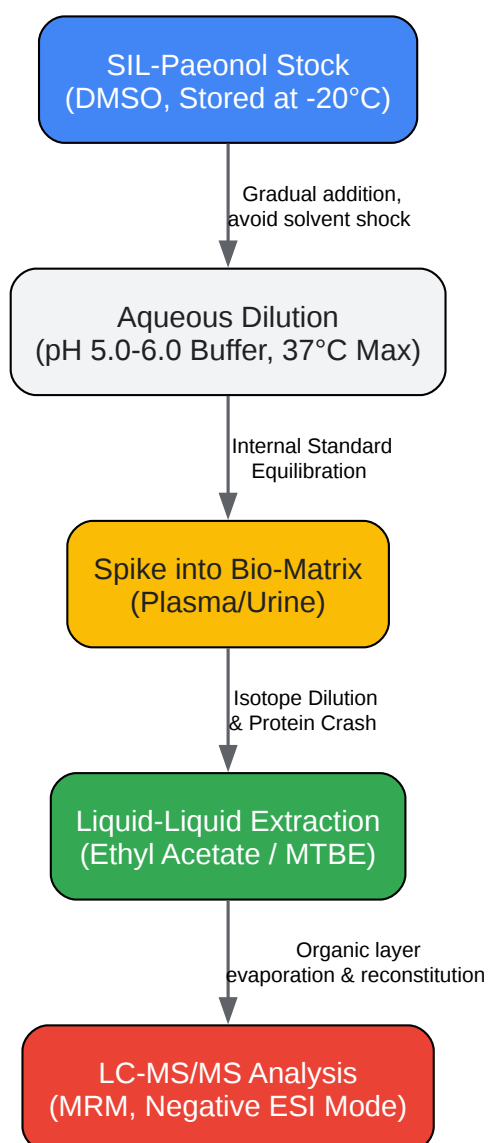 SIL-Paeonol Stock
(DMSO, Stored at -20°C)
Gradual addition,
avoid solvent shock
Aqueous Dilution
(pH 5.0-6.0 Buffer, 37°C Max)
Internal Standard
Equilibration
Spike into Bio-Matrix
(Plasma/Urine)
Isotope Dilution
& Protein Crash
Liquid-Liquid Extraction
(Ethyl Acetate / MTBE)
Organic layer
evaporation & reconstitution
LC-MS/MS Analysis
(MRM, Negative ESI Mode)